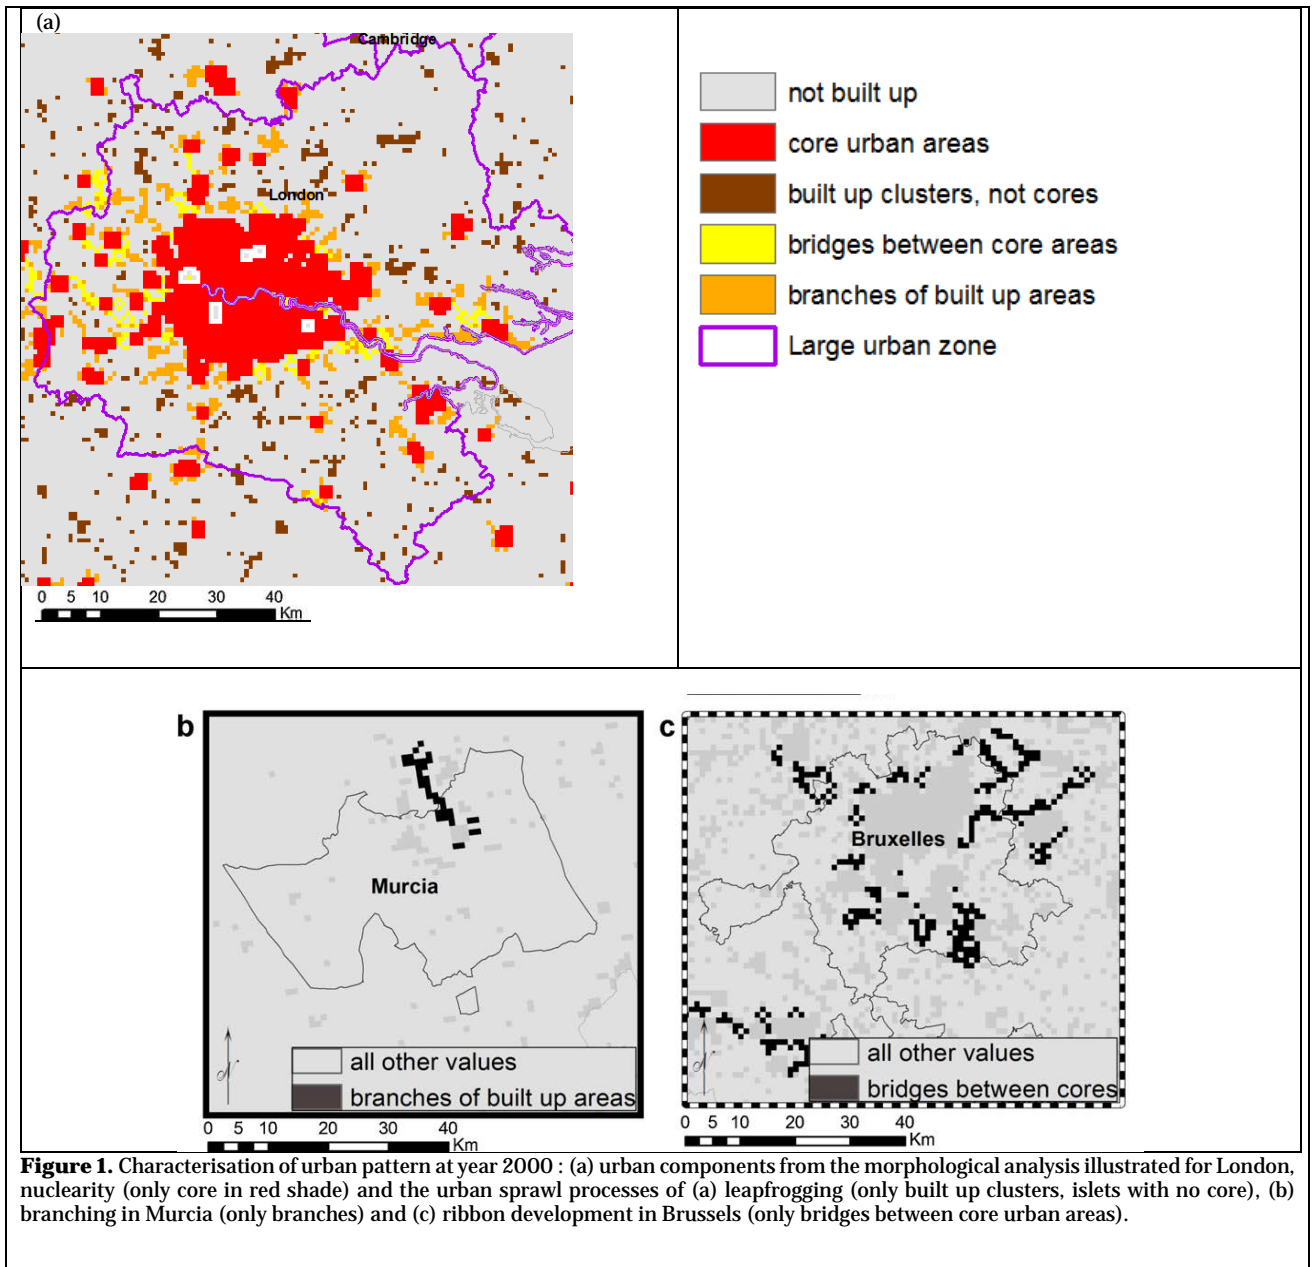 (a)
Cambridge
London
0 5 10 20 30 40
Km
not built up
core urban areas
built up clusters, not cores
bridges between core areas
branches of built up areas
Large urban zone
b
Murcia
N
all other values
branches of built up areas
0 5 10 20 30 40
Km
c
Bruxelles
N
all other values
bridges between cores
0 5 10 20 30 40
Km
Figure 1. Characterisation of urban pattern at year 2000 : (a) urban components from the morphological analysis illustrated for London,
nuclearity (only core in red shade) and the urban sprawl processes of (a) leapfrogging (only built up clusters, islets with no core), (b)
branching in Murcia (only branches) and (c) ribbon development in Brussels (only bridges between core urban areas).